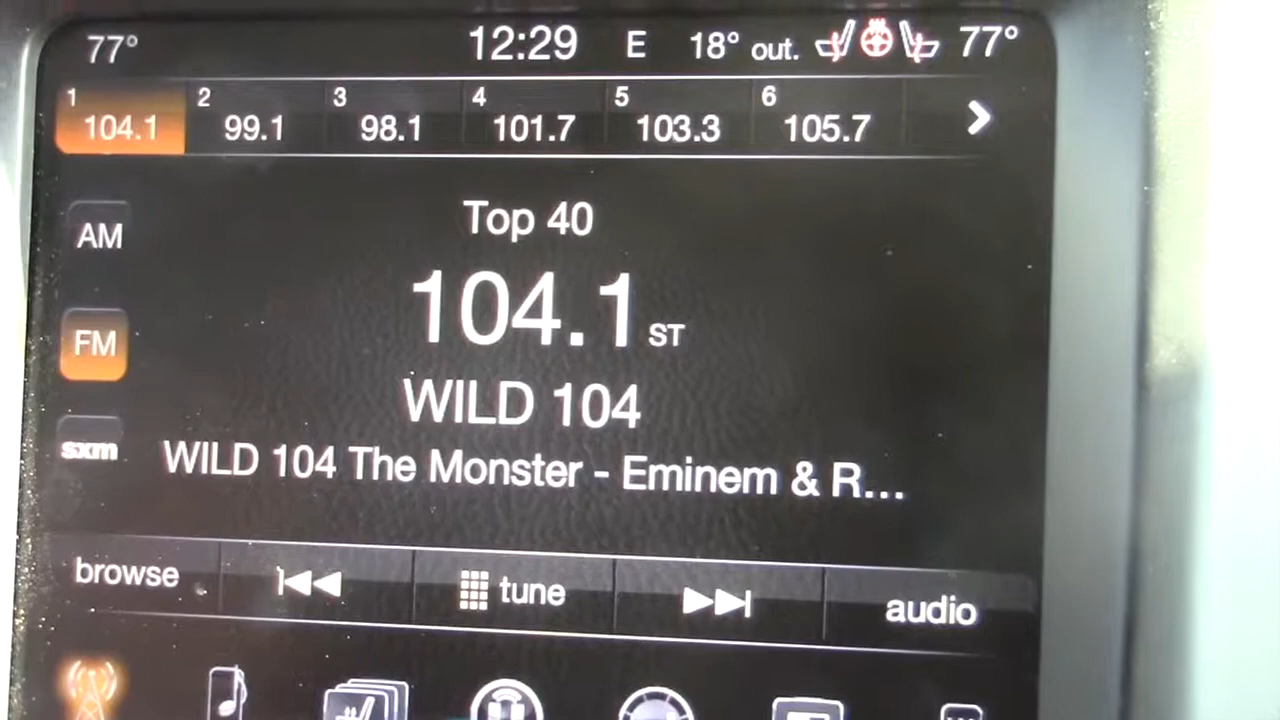 77° 12:29 E 18° out. 77°
1 2 3 4 5 6
104.1 99.1 98.1 101.7 103.3 105.7
Top 40
AM
104.1 ST
FM
WILD 104
sxm
WILD 104 The Monster - Eminem & R...
browse tune audio